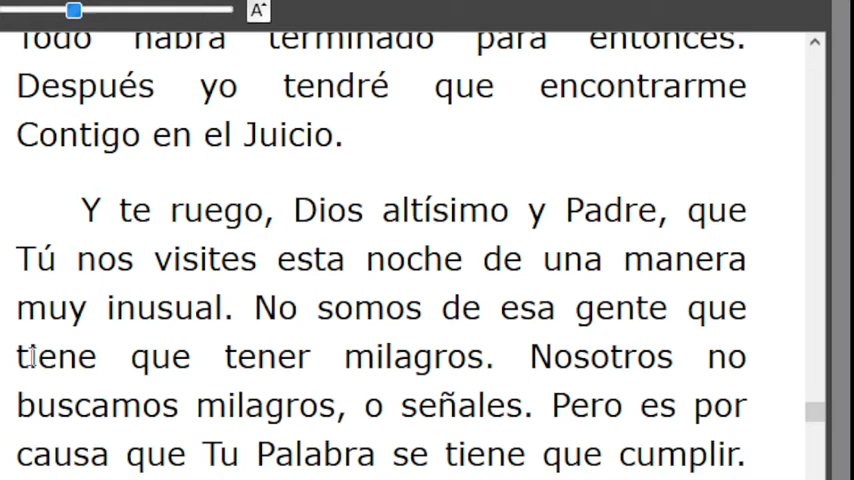 A
Todo habrá terminado para entonces.
Después yo tendré que encontrarme
Contigo en el Juicio.
Y te ruego, Dios altísimo y Padre, que
Tú nos visites esta noche de una manera
muy inusual. No somos de esa gente que
tiene que tener milagros. Nosotros no
buscamos milagros, o señales. Pero es por
causa que Tu Palabra se tiene que cumplir.